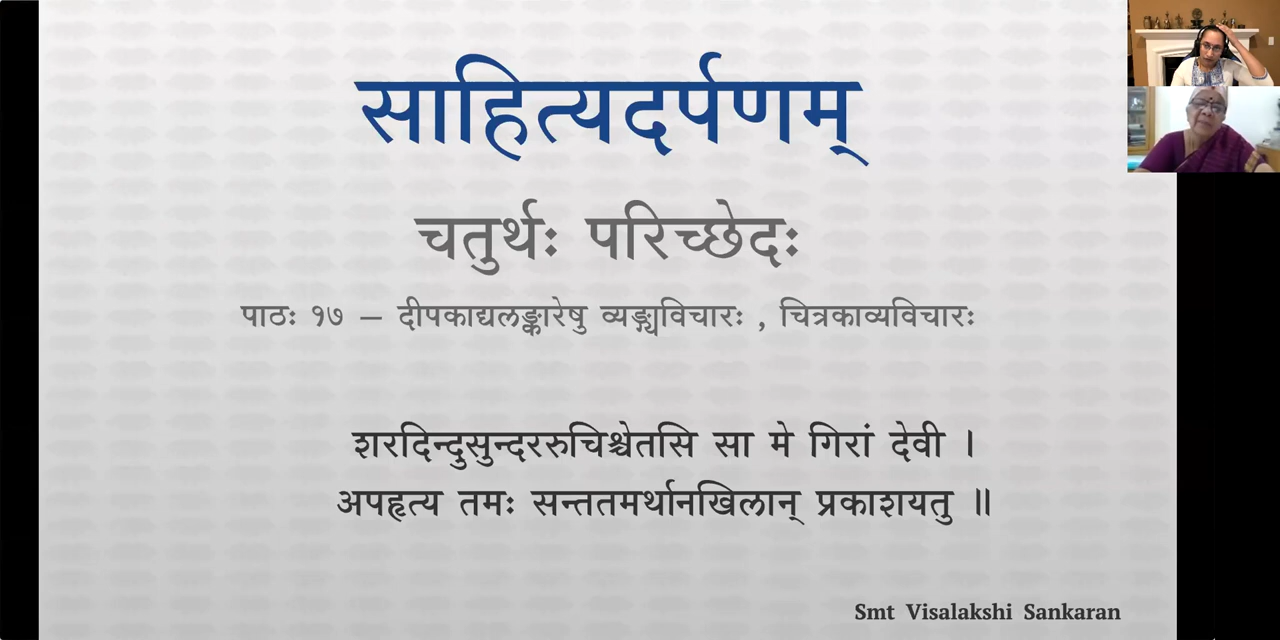 साहित्यदर्पणम्
चतुर्थः परिच्छेदः
पाठः १७ – दीपकाद्यलङ्कारेषु व्यङ्ग्यविचारः , चित्रकाव्यविचारः
शरदिन्दुसुन्दररुचिश्चेतसि सा मे गिरां देवी ।
अपहृत्य तमः सन्ततमर्थानखिलान् प्रकाशयतु ॥
Smt Visalakshi Sankaran